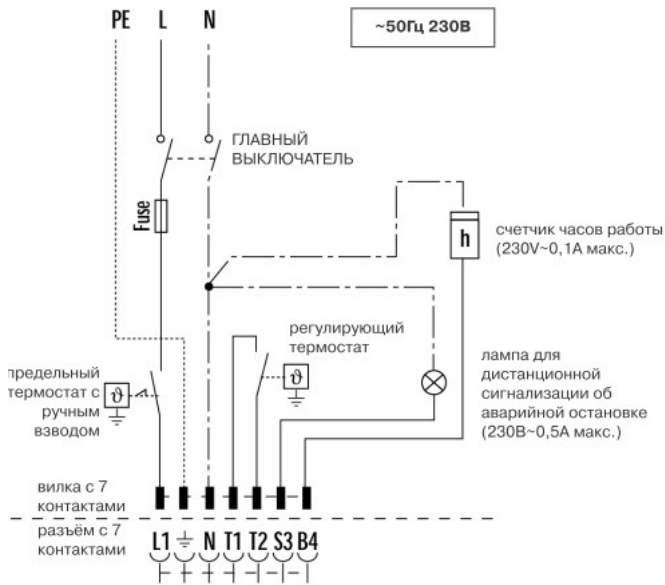 PE L N
~50Гц 230В
ГЛАВНЫЙ
ВЫКЛЮЧАТЕЛЬ
Fuse
h
счетчик часов работы
(230V~0,1А макс.)
регулирующий
термостат
ϑ
лампа для
дистанционной
сигнализации об
аварийной остановке
(230В~0,5А макс.)
предельный
термостат с
ручным
взводом
ϑ
вилка с 7
контактами
разъём с 7
контактами
L1 N T1 T2 S3 B4